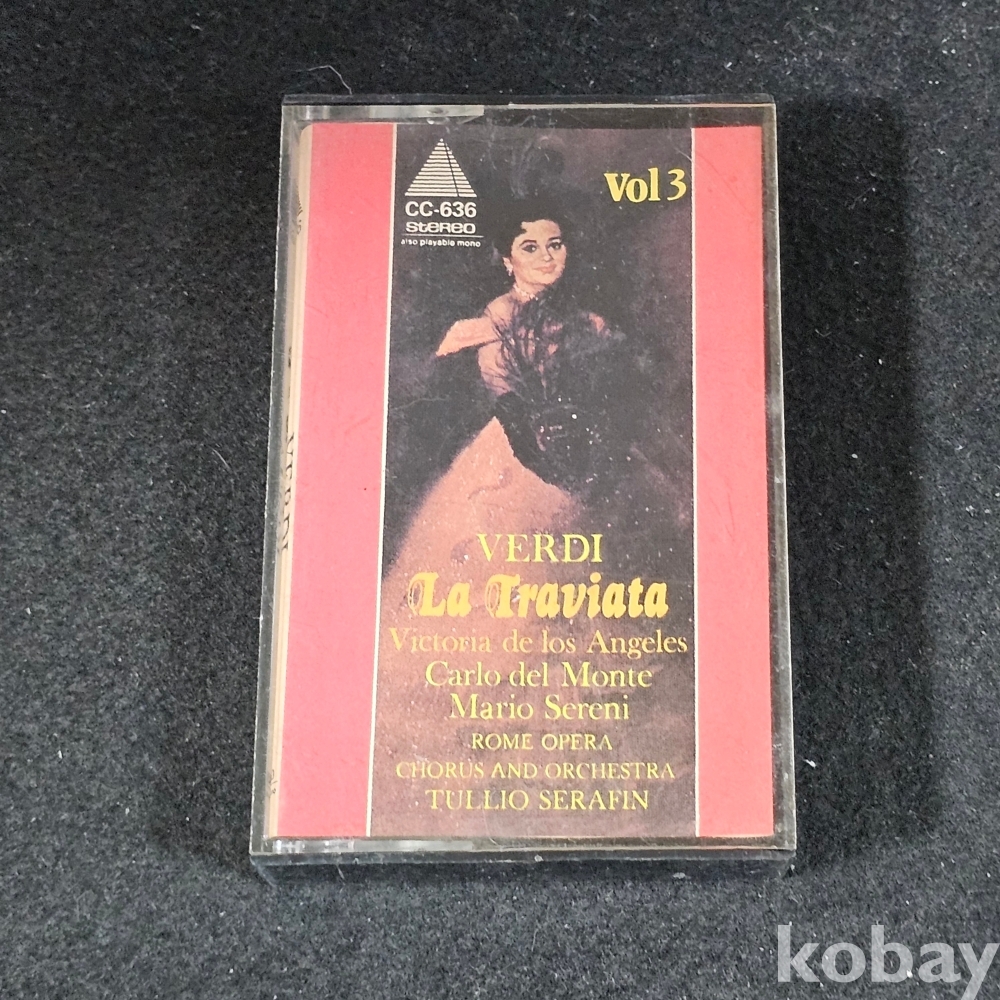 Vol 3
CC-636
STEREO
also playable mono
VERDI
La Traviata
Victoria de los Angeles
Carlo del Monte
Mario Sereni
ROME OPERA
CHORUS AND ORCHESTRA
TULLIO SERAFIN
VERDI
kobay